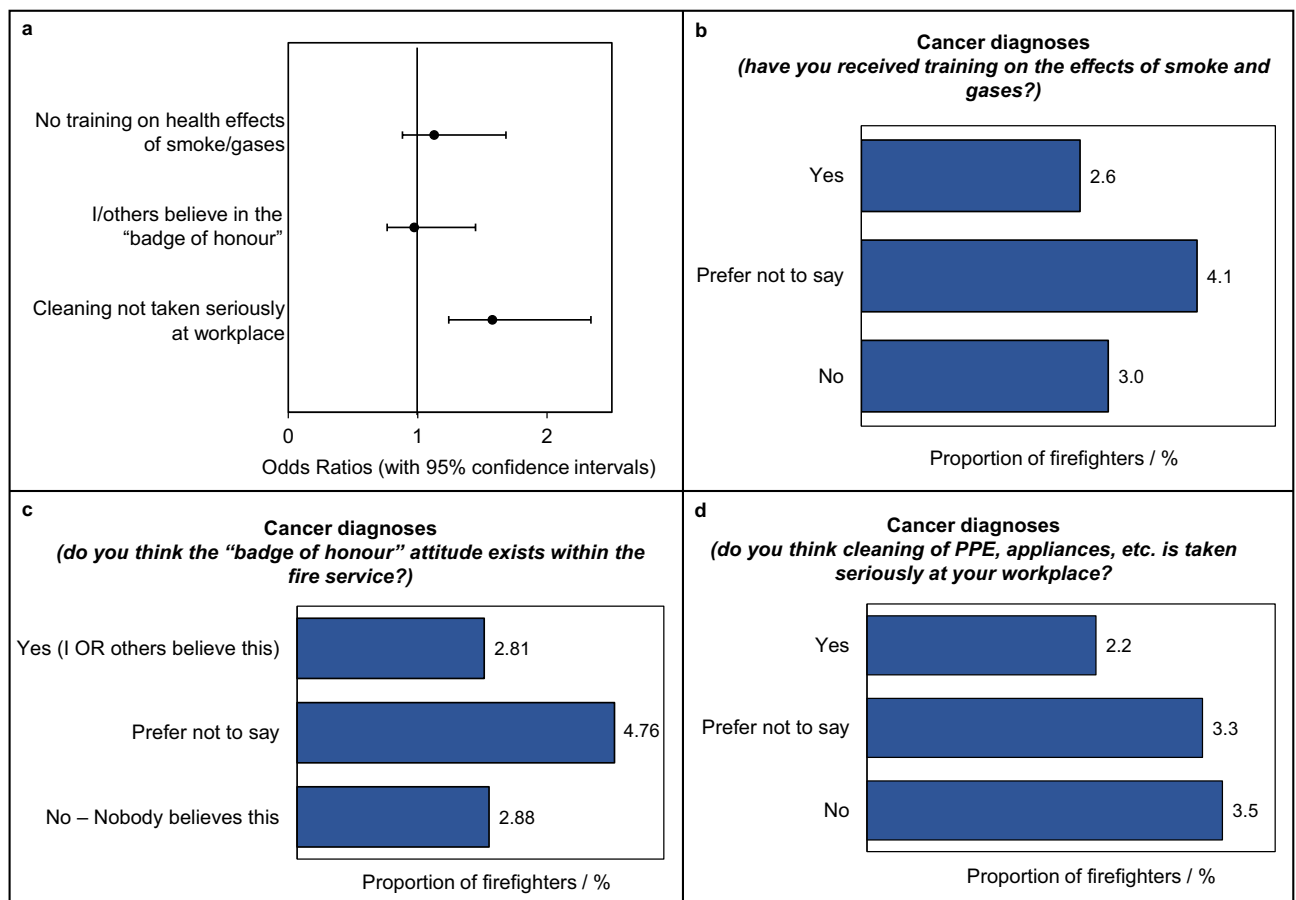 a
No training on health effects
of smoke/gases
I/others believe in the
“badge of honour”
Cleaning not taken seriously
at workplace
0 1 2
Odds Ratios (with 95% confidence intervals)
b
Cancer diagnoses
(have you received training on the effects of smoke and
gases?)
Yes 2.6
Prefer not to say 4.1
No 3.0
Proportion of firefighters / %
c
Cancer diagnoses
(do you think the “badge of honour” attitude exists within the
fire service?)
Yes (I OR others believe this) 2.81
Prefer not to say 4.76
No – Nobody believes this 2.88
Proportion of firefighters / %
d
Cancer diagnoses
(do you think cleaning of PPE, appliances, etc. is taken
seriously at your workplace?
Yes 2.2
Prefer not to say 3.3
No 3.5
Proportion of firefighters / %